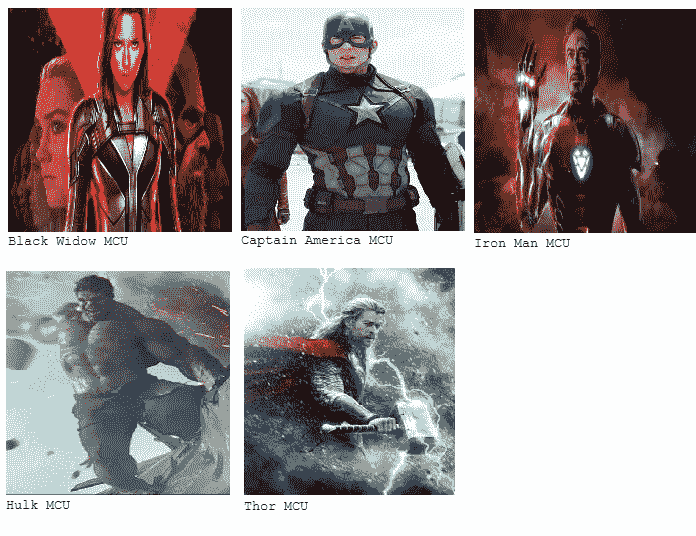 Black Widow MCU
Captain America MCU
Iron Man MCU
Hulk MCU
Thor MCU